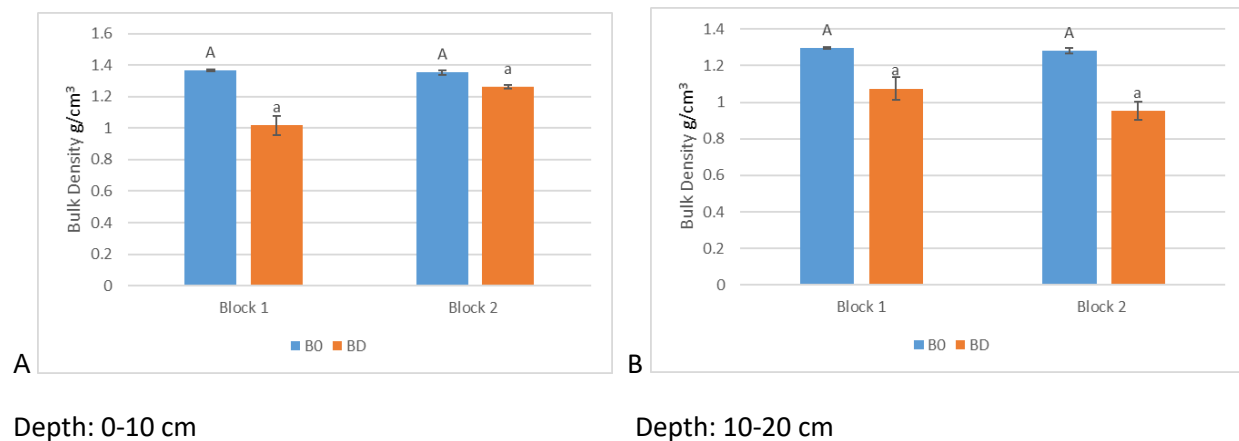 1.6
1.4
1.2
1
0.8
0.6
0.4
0.2
0
Bulk Density g/cm³
A
a
A
a
Block 1
Block 2
B0
BD
A
Depth: 0-10 cm
1.4
1.2
1
0.8
0.6
0.4
0.2
0
Bulk Density g/cm³
A
a
A
a
Block 1
Block 2
B0
BD
B
Depth: 10-20 cm